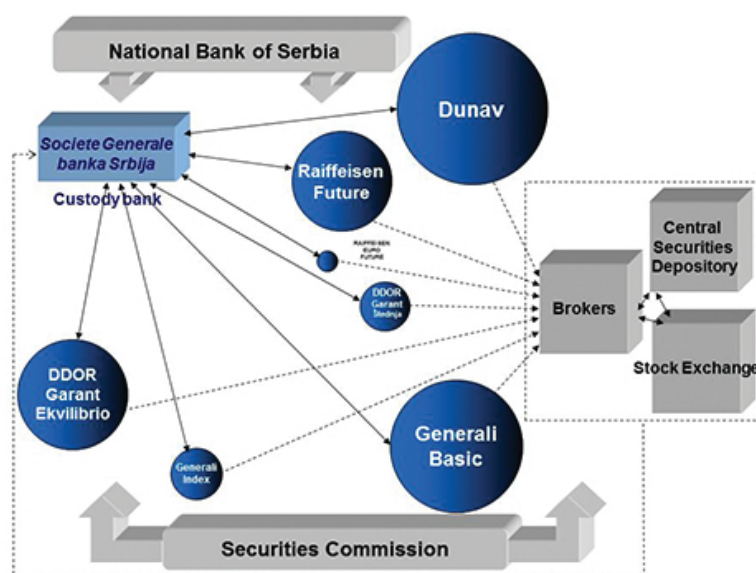 National Bank of Serbia
Dunav
Societe Generale
banka Srbija
Custody bank
Raiffeisen
Future
RAIFFEISEN
EURO
FUTURE
Central
Securities
Depository
DDOR
Garant
Štednja
Brokers
Stock Exchange
DDOR
Garant
Ekvilibrio
Generali
Basic
Generali
Index
Securities Commission